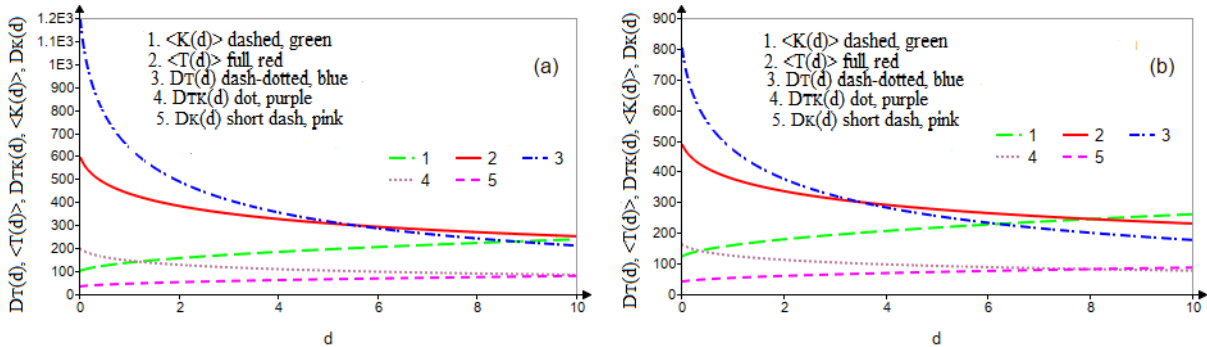 DT(d), <T(d)>, DTK(d), <K(d)>, DK(d)
1.2E3
1.1E3
1E3
900
800
700
600
500
400
300
200
100
0
1. <K(d)> dashed, green
2. <T(d)> full, red
3. DT(d) dash-dotted, blue
4. DTK(d) dot, purple
5. DK(d) short dash, pink
(a)
1 2 3
4 5
0 2 4 6 8 10
d
DT(d), <T(d)>, DTK(d), <K(d)>, DK(d)
900
800
700
600
500
400
300
200
100
0
1. <K(d)> dashed, green
2. <T(d)> full, red
3. DT(d) dash-dotted, blue
4. DTK(d) dot, purple
5. DK(d) short dash, pink
(b)
1 2 3
4 5
0 2 4 6 8 10
d